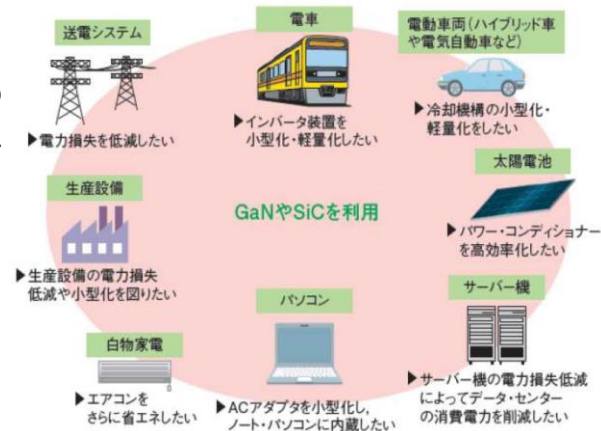 送電システム
▶電力損失を低減したい
電車
▶インバータ装置を
小型化・軽量化したい
電動車両(ハイブリッド車
や電気自動車など)
▶冷却機構の小型化・
軽量化をしたい
太陽電池
▶パワー・コンディショナー
を高効率化したい
生産設備
▶生産設備の電力損失
低減や小型化を図りたい
GaNやSiCを利用
サーバー機
▶サーバー機の電力損失低減
によってデータ・センター
の消費電力を削減したい
白物家電
▶エアコンを
さらに省エネしたい
パソコン
▶ACアダプタを小型化し,
ノート・パソコンに内蔵したい